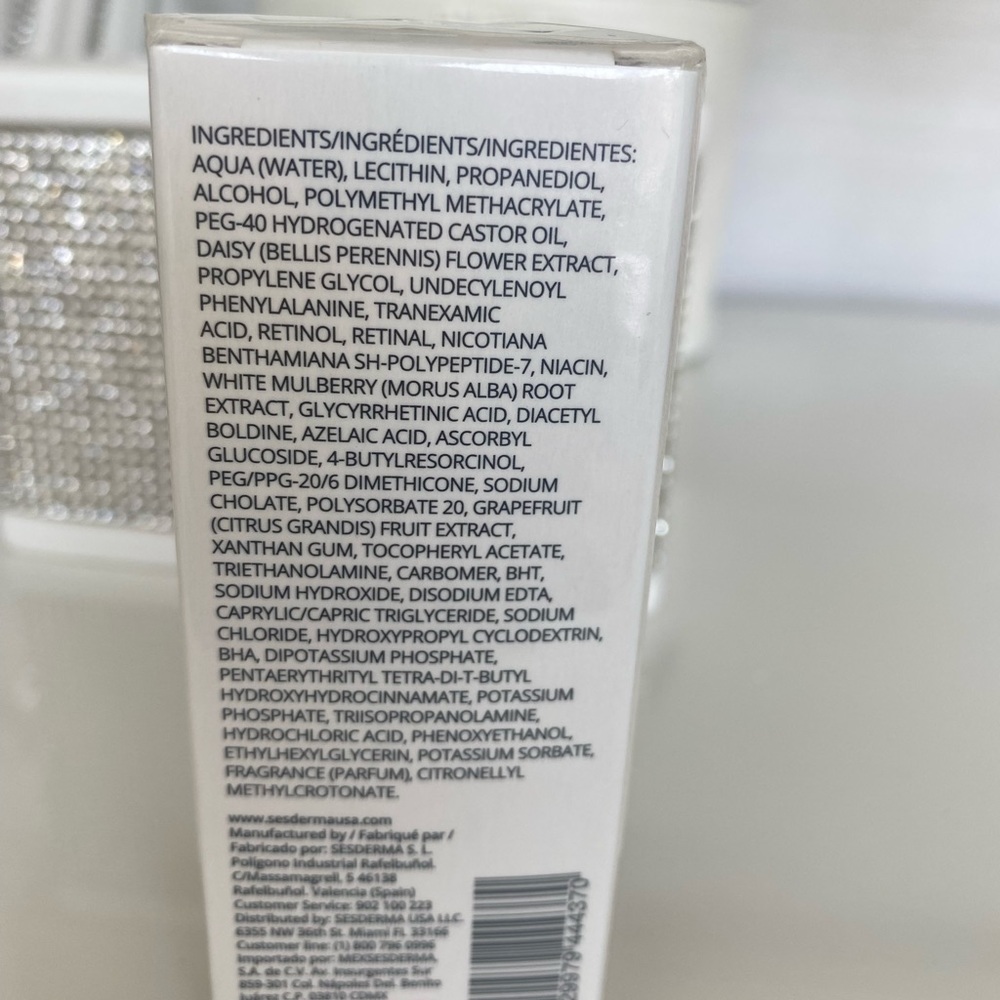 INGREDIENTS/INGRÉDIENTS/INGREDIENTES:
AQUA (WATER), LECITHIN, PROPANEDIOL,
ALCOHOL, POLYMETHYL METHACRYLATE,
PEG-40 HYDROGENATED CASTOR OIL,
DAISY (BELLIS PERENNIS) FLOWER EXTRACT,
PROPYLENE GLYCOL, UNDECYLENOYL
PHENYLALANINE, TRANEXAMIC
ACID, RETINOL, RETINAL, NICOTIANA
BENTHAMIANA SH-POLYPEPTIDE-7, NIACIN,
WHITE MULBERRY (MORUS ALBA) ROOT
EXTRACT, GLYCYRRHETINIC ACID, DIACETYL
BOLDINE, AZELAIC ACID, ASCORBYL
GLUCOSIDE, 4-BUTYLRESORCINOL,
PEG/PPG-20/6 DIMETHICONE, SODIUM
CHOLATE, POLYSORBATE 20, GRAPEFRUIT
(CITRUS GRANDIS) FRUIT EXTRACT,
XANTHAN GUM, TOCOPHERYL ACETATE,
TRIETHANOLAMINE, CARBOMER, BHT,
SODIUM HYDROXIDE, DISODIUM EDTA,
CAPRYLIC/CAPRIC TRIGLYCERIDE, SODIUM
CHLORIDE, HYDROXYPROPYL CYCLODEXTRIN,
BHA, DIPOTASSIUM PHOSPHATE,
PENTAERYTHRITYL TETRA-DI-T-BUTYL
HYDROXYHYDROCINNAMATE, POTASSIUM
PHOSPHATE, TRIISOPROPANOLAMINE,
HYDROCHLORIC ACID, PHENOXYETHANOL,
ETHYLHEXYLGLYCERIN, POTASSIUM SORBATE,
FRAGRANCE (PARFUM), CITRONELLYL
METHYLCROTONATE.
www.sesdermausa.com
Manufactured by / Fabriqué par /
Fabricado por: SESDERMA S. L.
Polígono Industrial Rafelbuñol.
C/Massamagrell, 5 46138
Rafelbuñol. Valencia (Spain)
Customer Service: 902 100 223
Distributed by: SESDERMA USA LLC.
6355 NW 36th St. Miami FL 33166
Customer line: (1) 800 796 0996
Importado por: MEXSESDERMA,
S.A. de C.V. Av. Insurgentes Sur
859-301 Col. Nápoles Del. Benito
Juárez C.P. 03810 CDMX
29979 444370